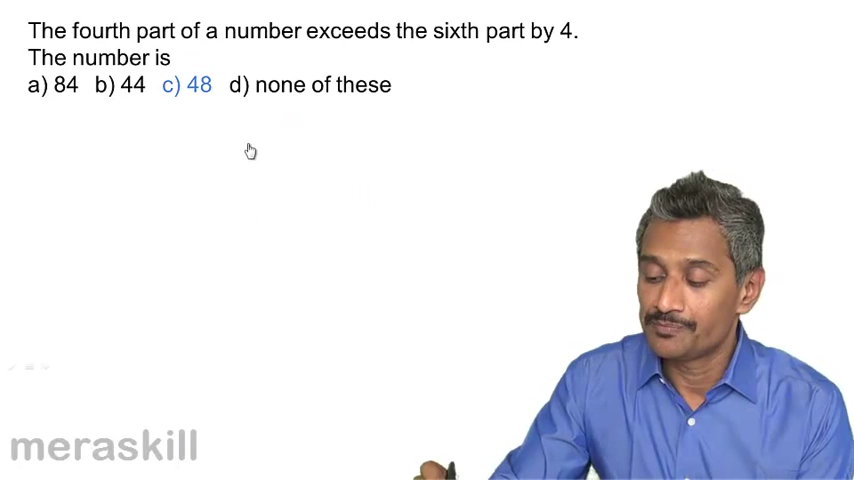 The fourth part of a number exceeds the sixth part by 4.
The number is
a) 84 b) 44 c) 48 d) none of these
meraskill